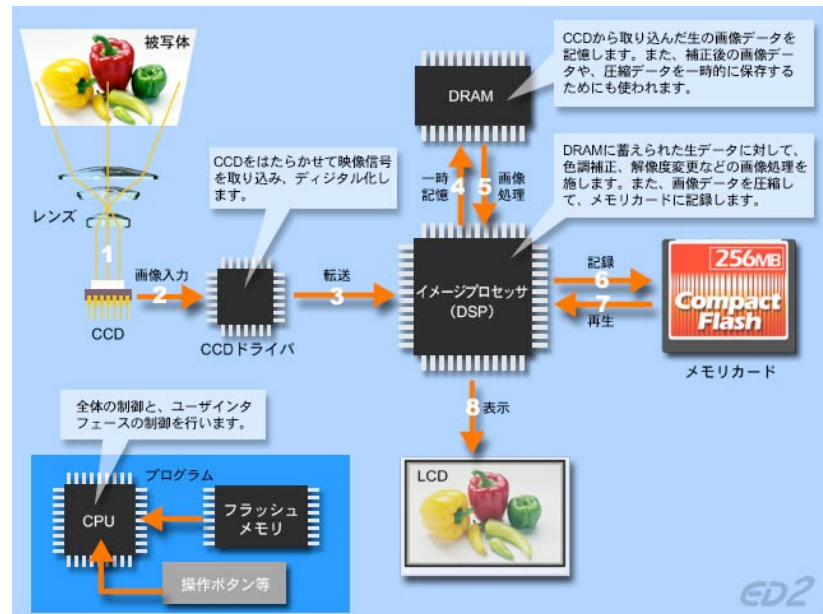 被写体
CCDから取り込んだ生の画像データを
記憶します。また、補正後の画像デー
タや、圧縮データを一時的に保存する
ためにも使われます。
DRAM
DRAMに蓄えられた生データに対して、
色調補正、解像度変更などの画像処理を
施します。また、画像データを圧縮し
て、メモリカードに記録します。
CCDをはたらかせて映像信号
を取り込み、ディジタル化し
ます。
一時
記憶
4
5
画像
処理
レンズ
1
画像入力
2
CCD
CCDドライバ
転送
3
イメージプロセッサ
(DSP)
記録
6
7
再生
256MB
Compact
Flash
メモリカード
8
表示
LCD
全体の制御と、ユーザインタ
フェースの制御を行います。
プログラム
CPU
フラッシュ
メモリ
操作ボタン等
ED2